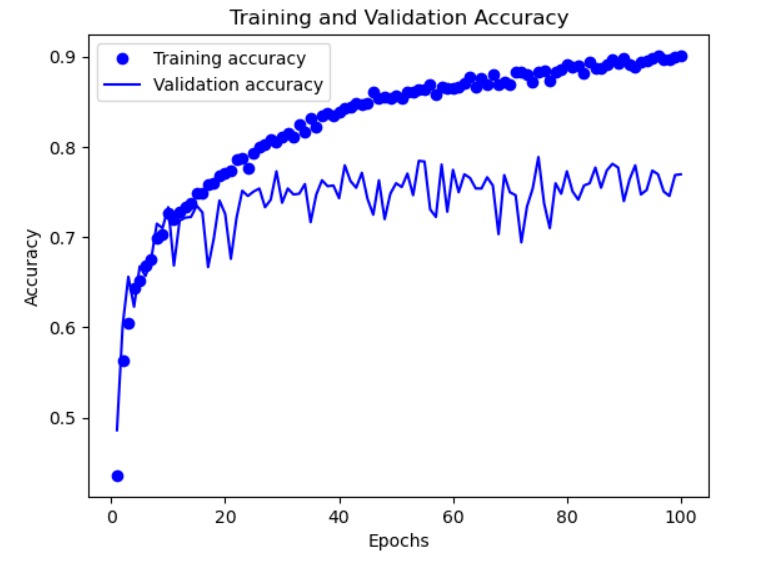 Training and Validation Accuracy
Training accuracy
Validation accuracy
0.9
0.8
0.7
0.6
0.5
Accuracy
0 20 40 60 80 100
Epochs